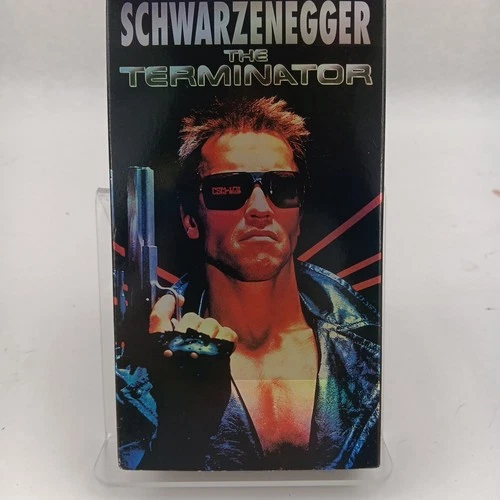 SCHWARZENEGGER
THE
TERMINATOR